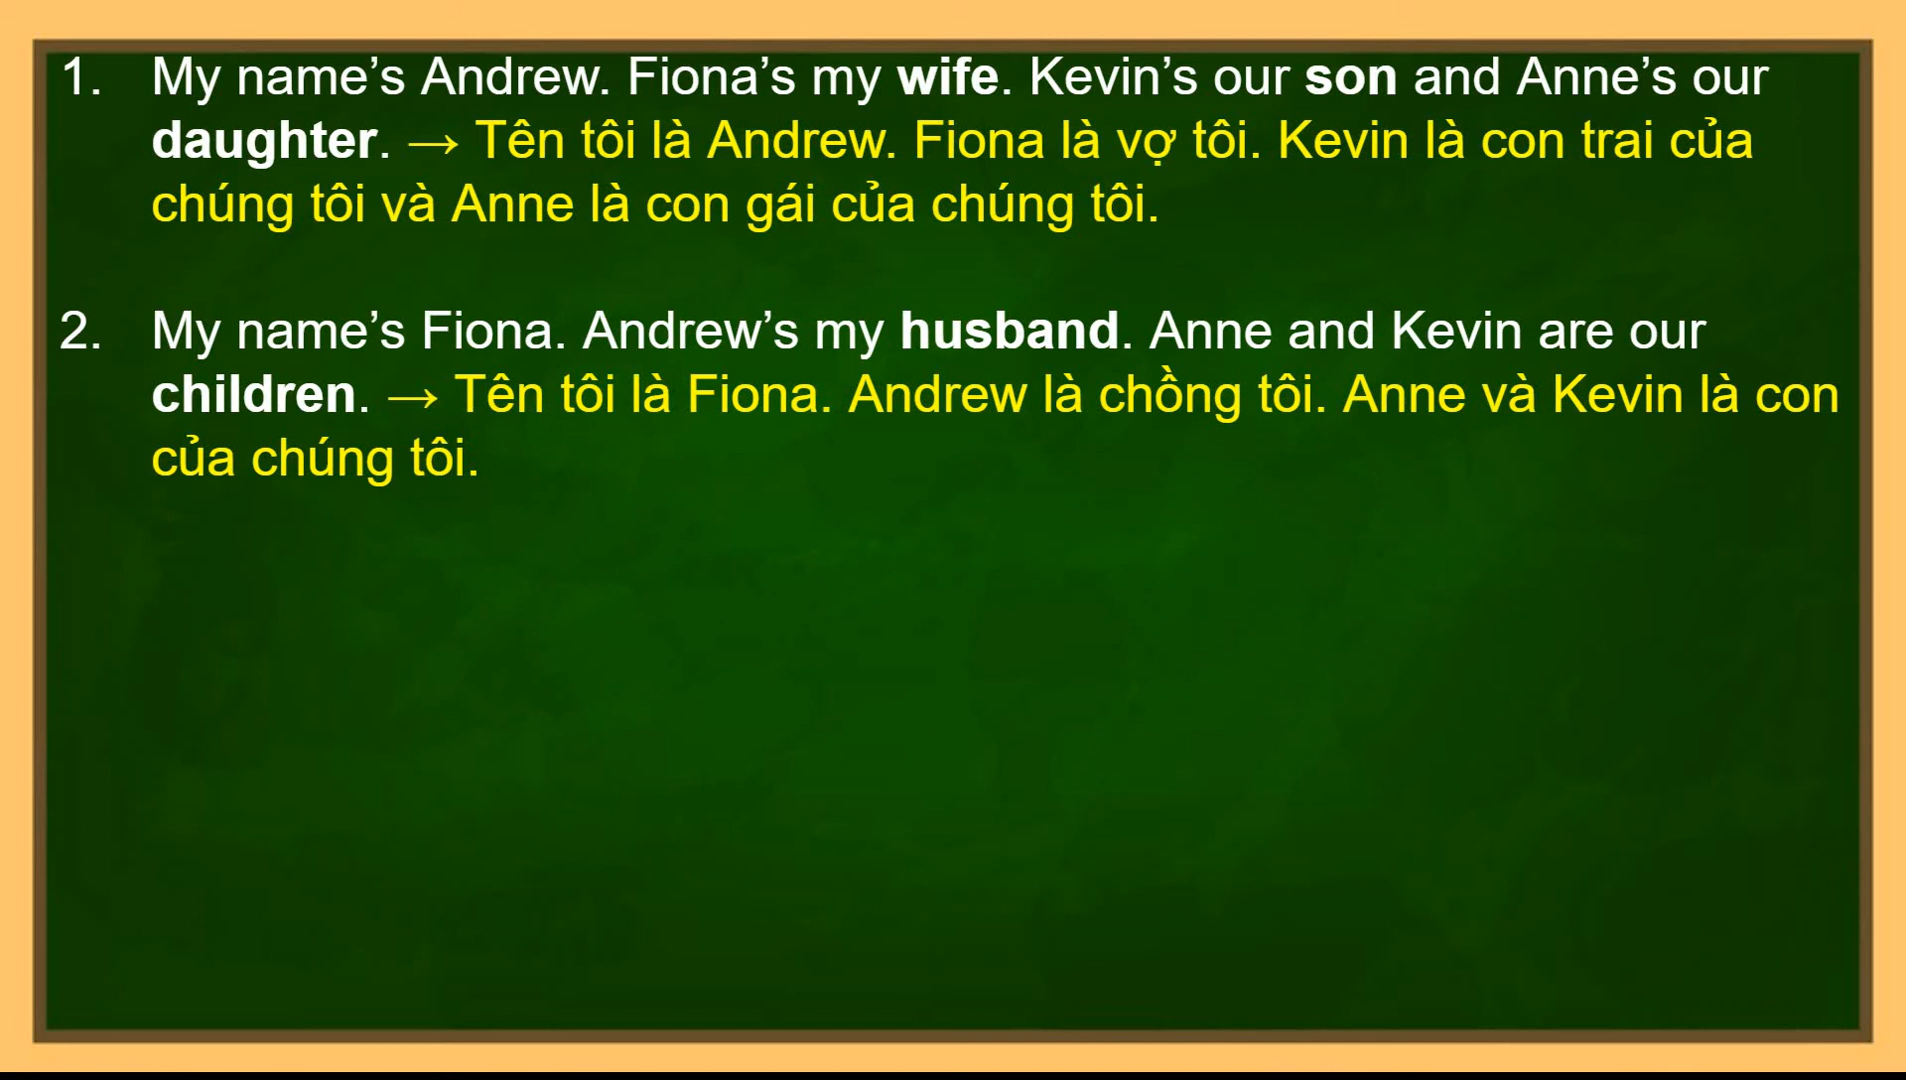 1. My name’s Andrew. Fiona’s my wife. Kevin’s our son and Anne’s our
daughter. → Tên tôi là Andrew. Fiona là vợ tôi. Kevin là con trai của
chúng tôi và Anne là con gái của chúng tôi.
2. My name’s Fiona. Andrew’s my husband. Anne and Kevin are our
children. → Tên tôi là Fiona. Andrew là chồng tôi. Anne và Kevin là con
của chúng tôi.